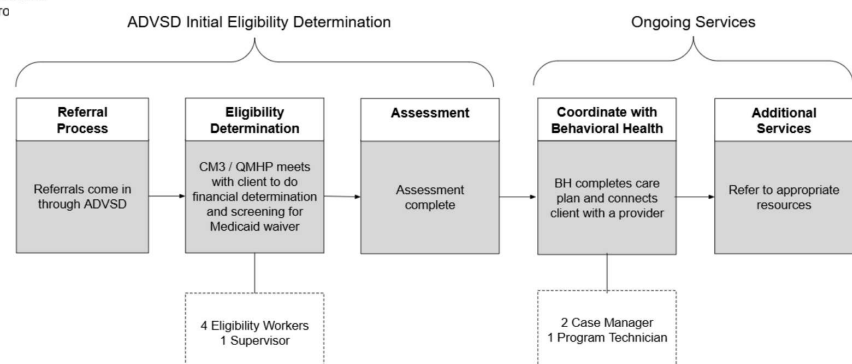 ADVSD Initial Eligibility Determination
Ongoing Services
Referral
Process
Referrals come in
through ADVSD
Eligibility
Determination
CM3 / QMHP meets
with client to do
financial determination
and screening for
Medicaid waiver
4 Eligibility Workers
1 Supervisor
Assessment
Assessment
complete
Coordinate with
Behavioral Health
BH completes care
plan and connects
client with a provider
2 Case Manager
1 Program Technician
Additional
Services
Refer to appropriate
resources